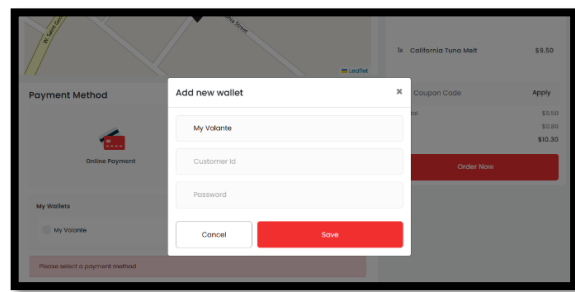 Leaflet
1x California Tuna Melt $9.50
Payment Method
Online Payment
My Wallets
My Volante
Please select a payment method
Add new wallet ×
My Volante
Customer Id
Password
Cancel Save
Coupon Code Apply
$9.50
$0.80
$10.30
Order Now